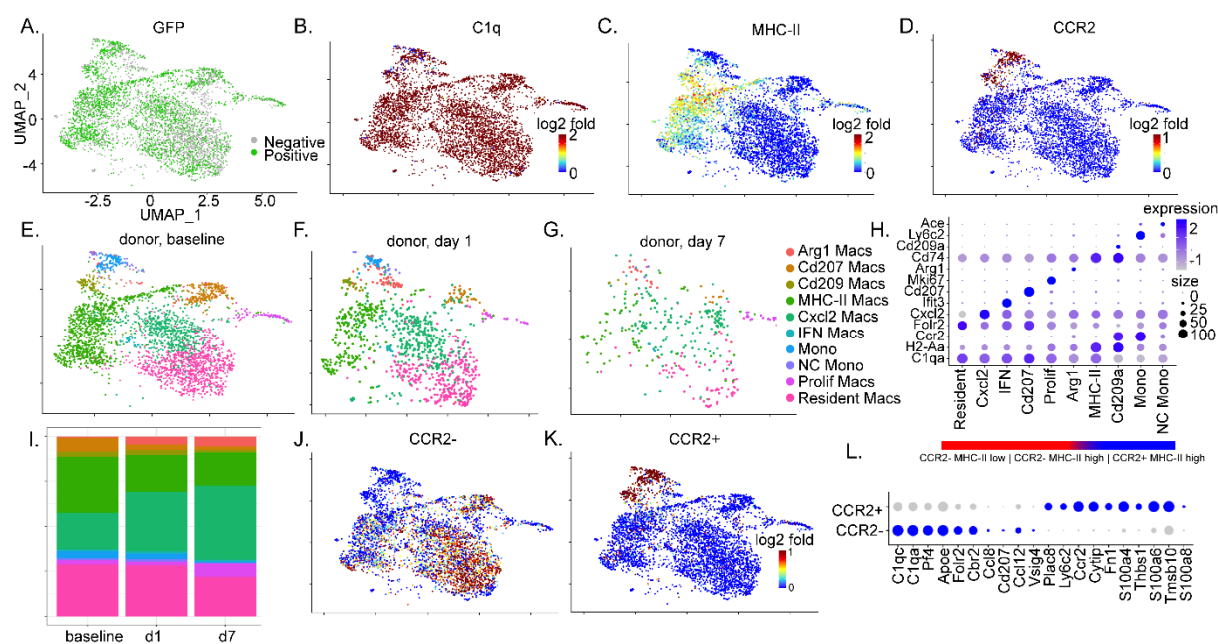 A.
GFP
UMAP_2
4
0
-4
-2.5
0
2.5
5.0
UMAP_1
Negative
Positive
B.
C1q
log2 fold
2
0
C.
MHC-II
log2 fold
2
0
D.
CCR2
log2 fold
1
0
E.
donor, baseline
F.
donor, day 1
G.
donor, day 7
Arg1 Macs
Cd207 Macs
Cd209 Macs
MHC-II Macs
Cxcl2 Macs
IFN Macs
Mono
NC Mono
Prolif Macs
Resident Macs
H.
Ace
Ly6c2
Cd209a
Cd74
Arg1
Mki67
Cd207
Ifit3
Cxcl2
Folr2
Ccr2
H2-Aa
C1qa
Resident
Cxcl2
IFN
Cd207
Prolif
Arg1
MHC-II
Cd209a
Mono
NC Mono
expression
2
-1
size
0
25
50
100
CCR2- MHC-II low | CCR2- MHC-II high | CCR2+ MHC-II high
I.
baseline
d1
d7
J.
CCR2-
K.
CCR2+
log2 fold
1
0
L.
CCR2+
CCR2-
C1qc
C1qa
Pf4
Apoe
Folr2
Cbr2
Ccl8
Cd207
Ccl12
Vsig4
Plac8
Ly6c2
Ccr2
Cytip
Fn1
S100a4
Thbs1
S100a6
Tmsb10
S100a8